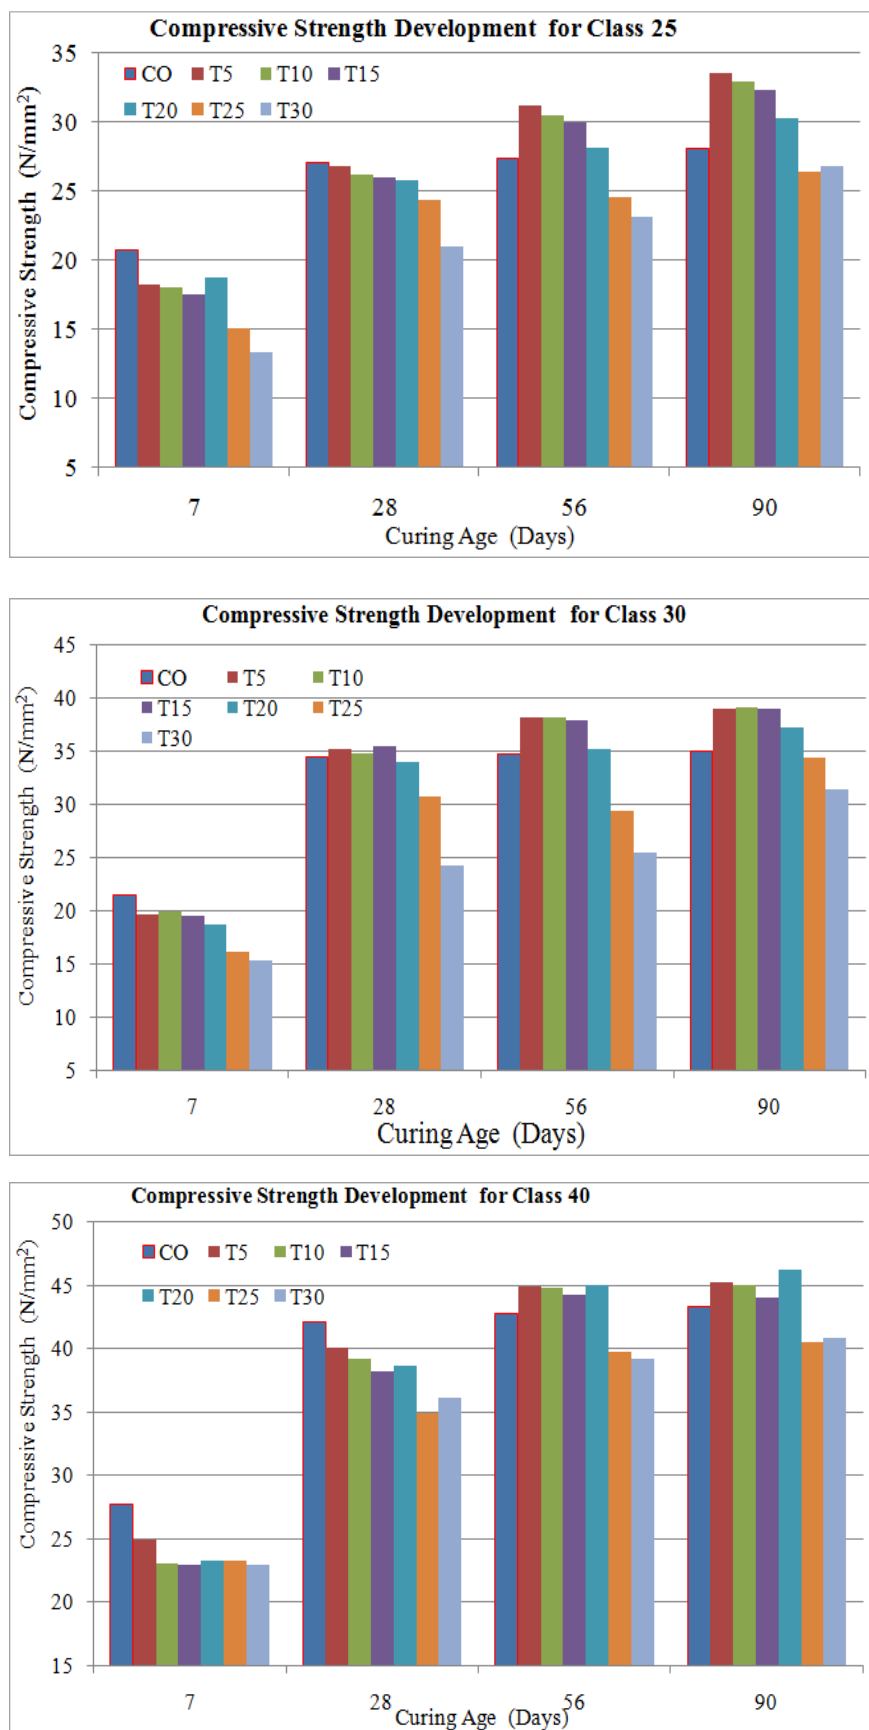 Compressive Strength Development for Class 25
Compressive Strength (N/mm²)
35
30
25
20
15
10
5
CO T5 T10 T15
T20 T25 T30
7 28 56 90
Curing Age (Days)
Compressive Strength Development for Class 30
Compressive Strength (N/mm²)
45
40
35
30
25
20
15
10
5
CO T5 T10
T15 T20 T25
T30
7 28 56 90
Curing Age (Days)
Compressive Strength Development for Class 40
Compressive Strength (N/mm²)
50
45
40
35
30
25
20
15
CO T5 T10 T15
T20 T25 T30
7 28 56 90
Curing Age (Days)